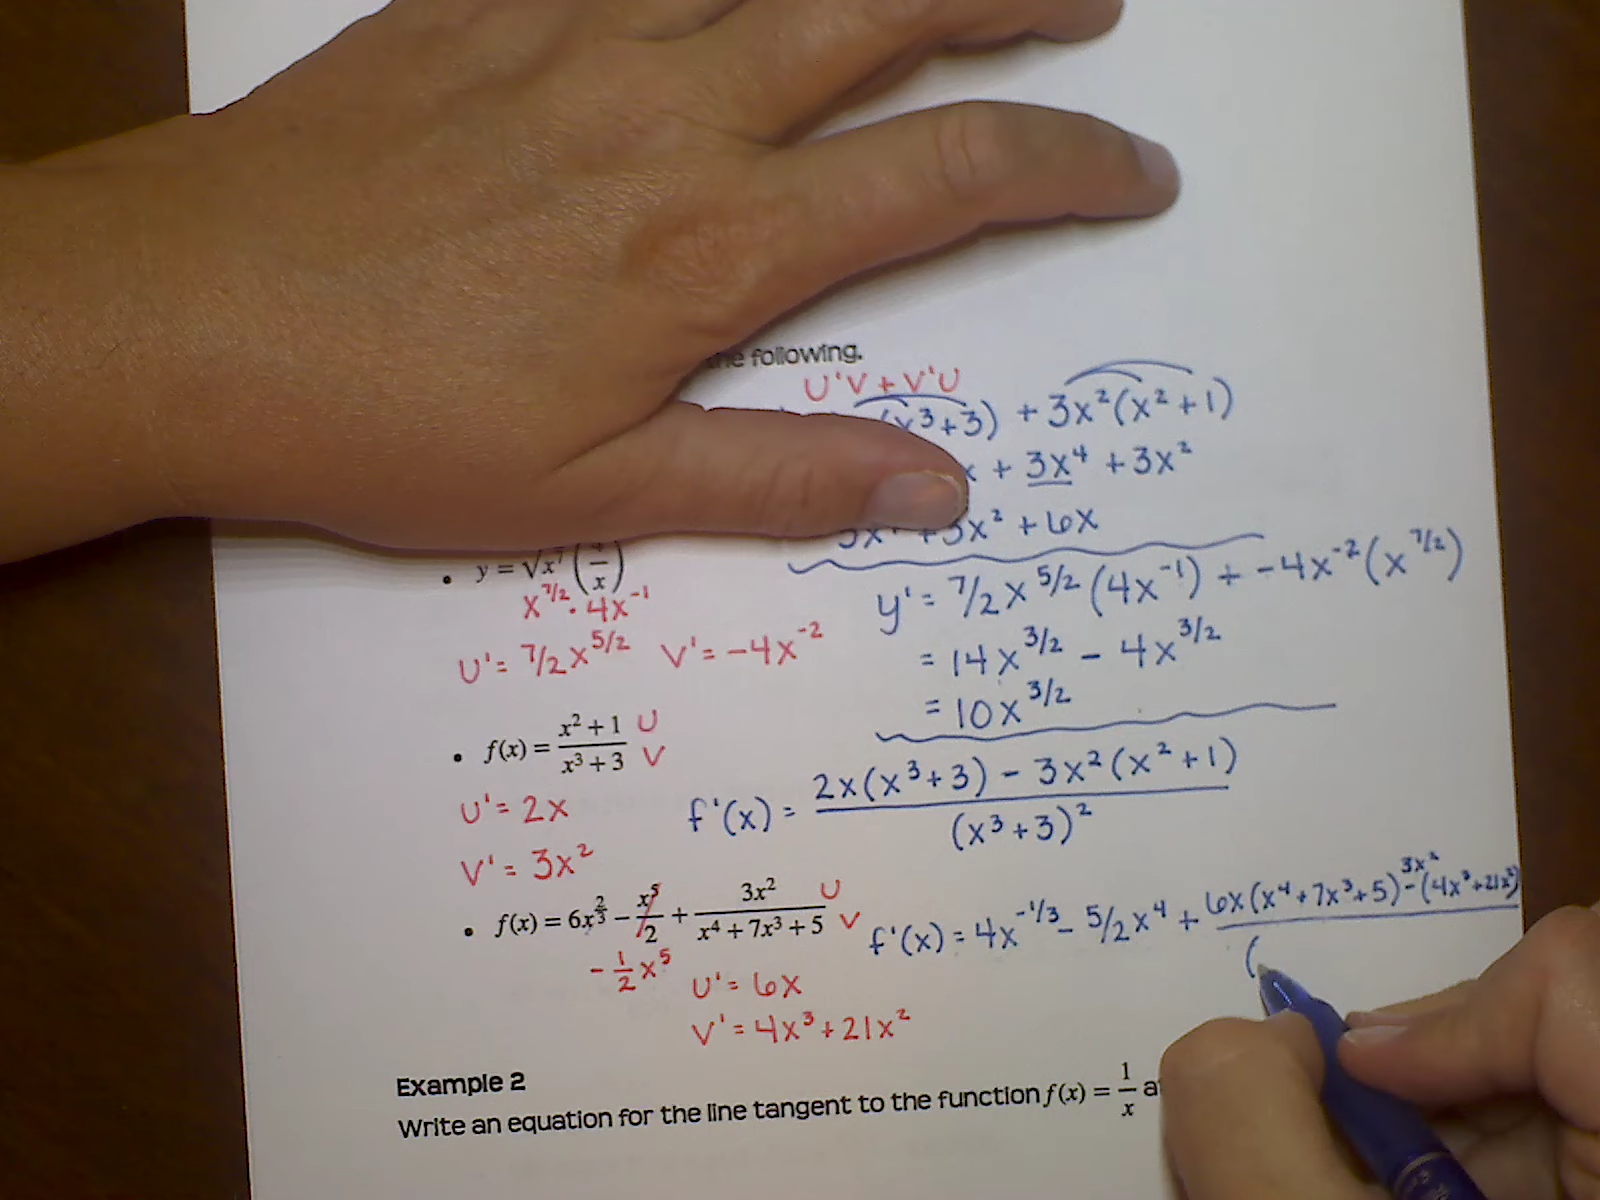 the following.
U'V + V'U
(x³+3) + 3x²(x²+1)
x + 3x⁴ + 3x²
5x⁴ + 3x² + 6x
• y = √x⁷ (4/x)
x^(7/2) · 4x⁻¹
U' = 7/2 x^(5/2) V' = -4x⁻²
y' = 7/2 x^(5/2) (4x⁻¹) + -4x⁻² (x^(7/2))
= 14x^(3/2) - 4x^(3/2)
= 10x^(3/2)
• f(x) = (x² + 1)/(x³ + 3) U V
U' = 2x
V' = 3x²
f'(x) = (2x(x³+3) - 3x²(x²+1))/(x³+3)²
• f(x) = 6x^(2/3) - x⁵/2 + 3x²/(x⁴ + 7x³ + 5) U V
- 1/2 x⁵
U' = 6x
V' = 4x³ + 21x²
f'(x) = 4x^(-1/3) - 5/2 x⁴ + (6x(x⁴+7x³+5) - 3x²(4x³+21x²))/(
Example 2
Write an equation for the line tangent to the function f(x) = 1/x